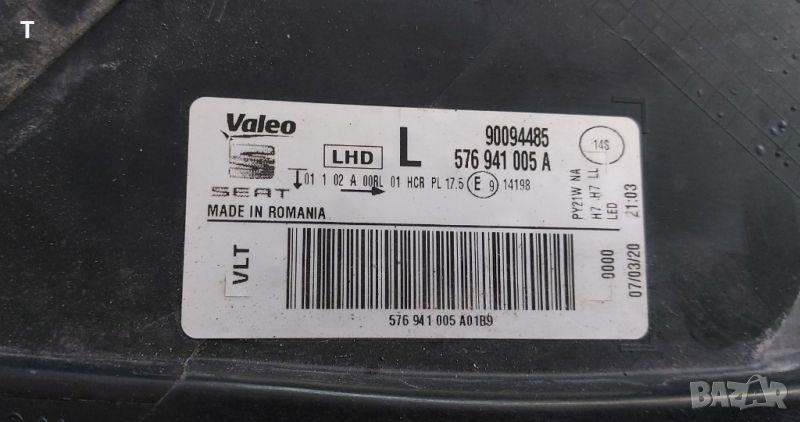 T
Valeo
SEAT
LHD L
90094485
576 941 005 A
14S
01 1 02 A 00RL 01 HCR PL 17.5 E 9 14198
MADE IN ROMANIA
VLT
576 941 005 A01B9
PY21W NA
H7 .H7 LL
LED
0000
07/03/20 21:03
BAZAR